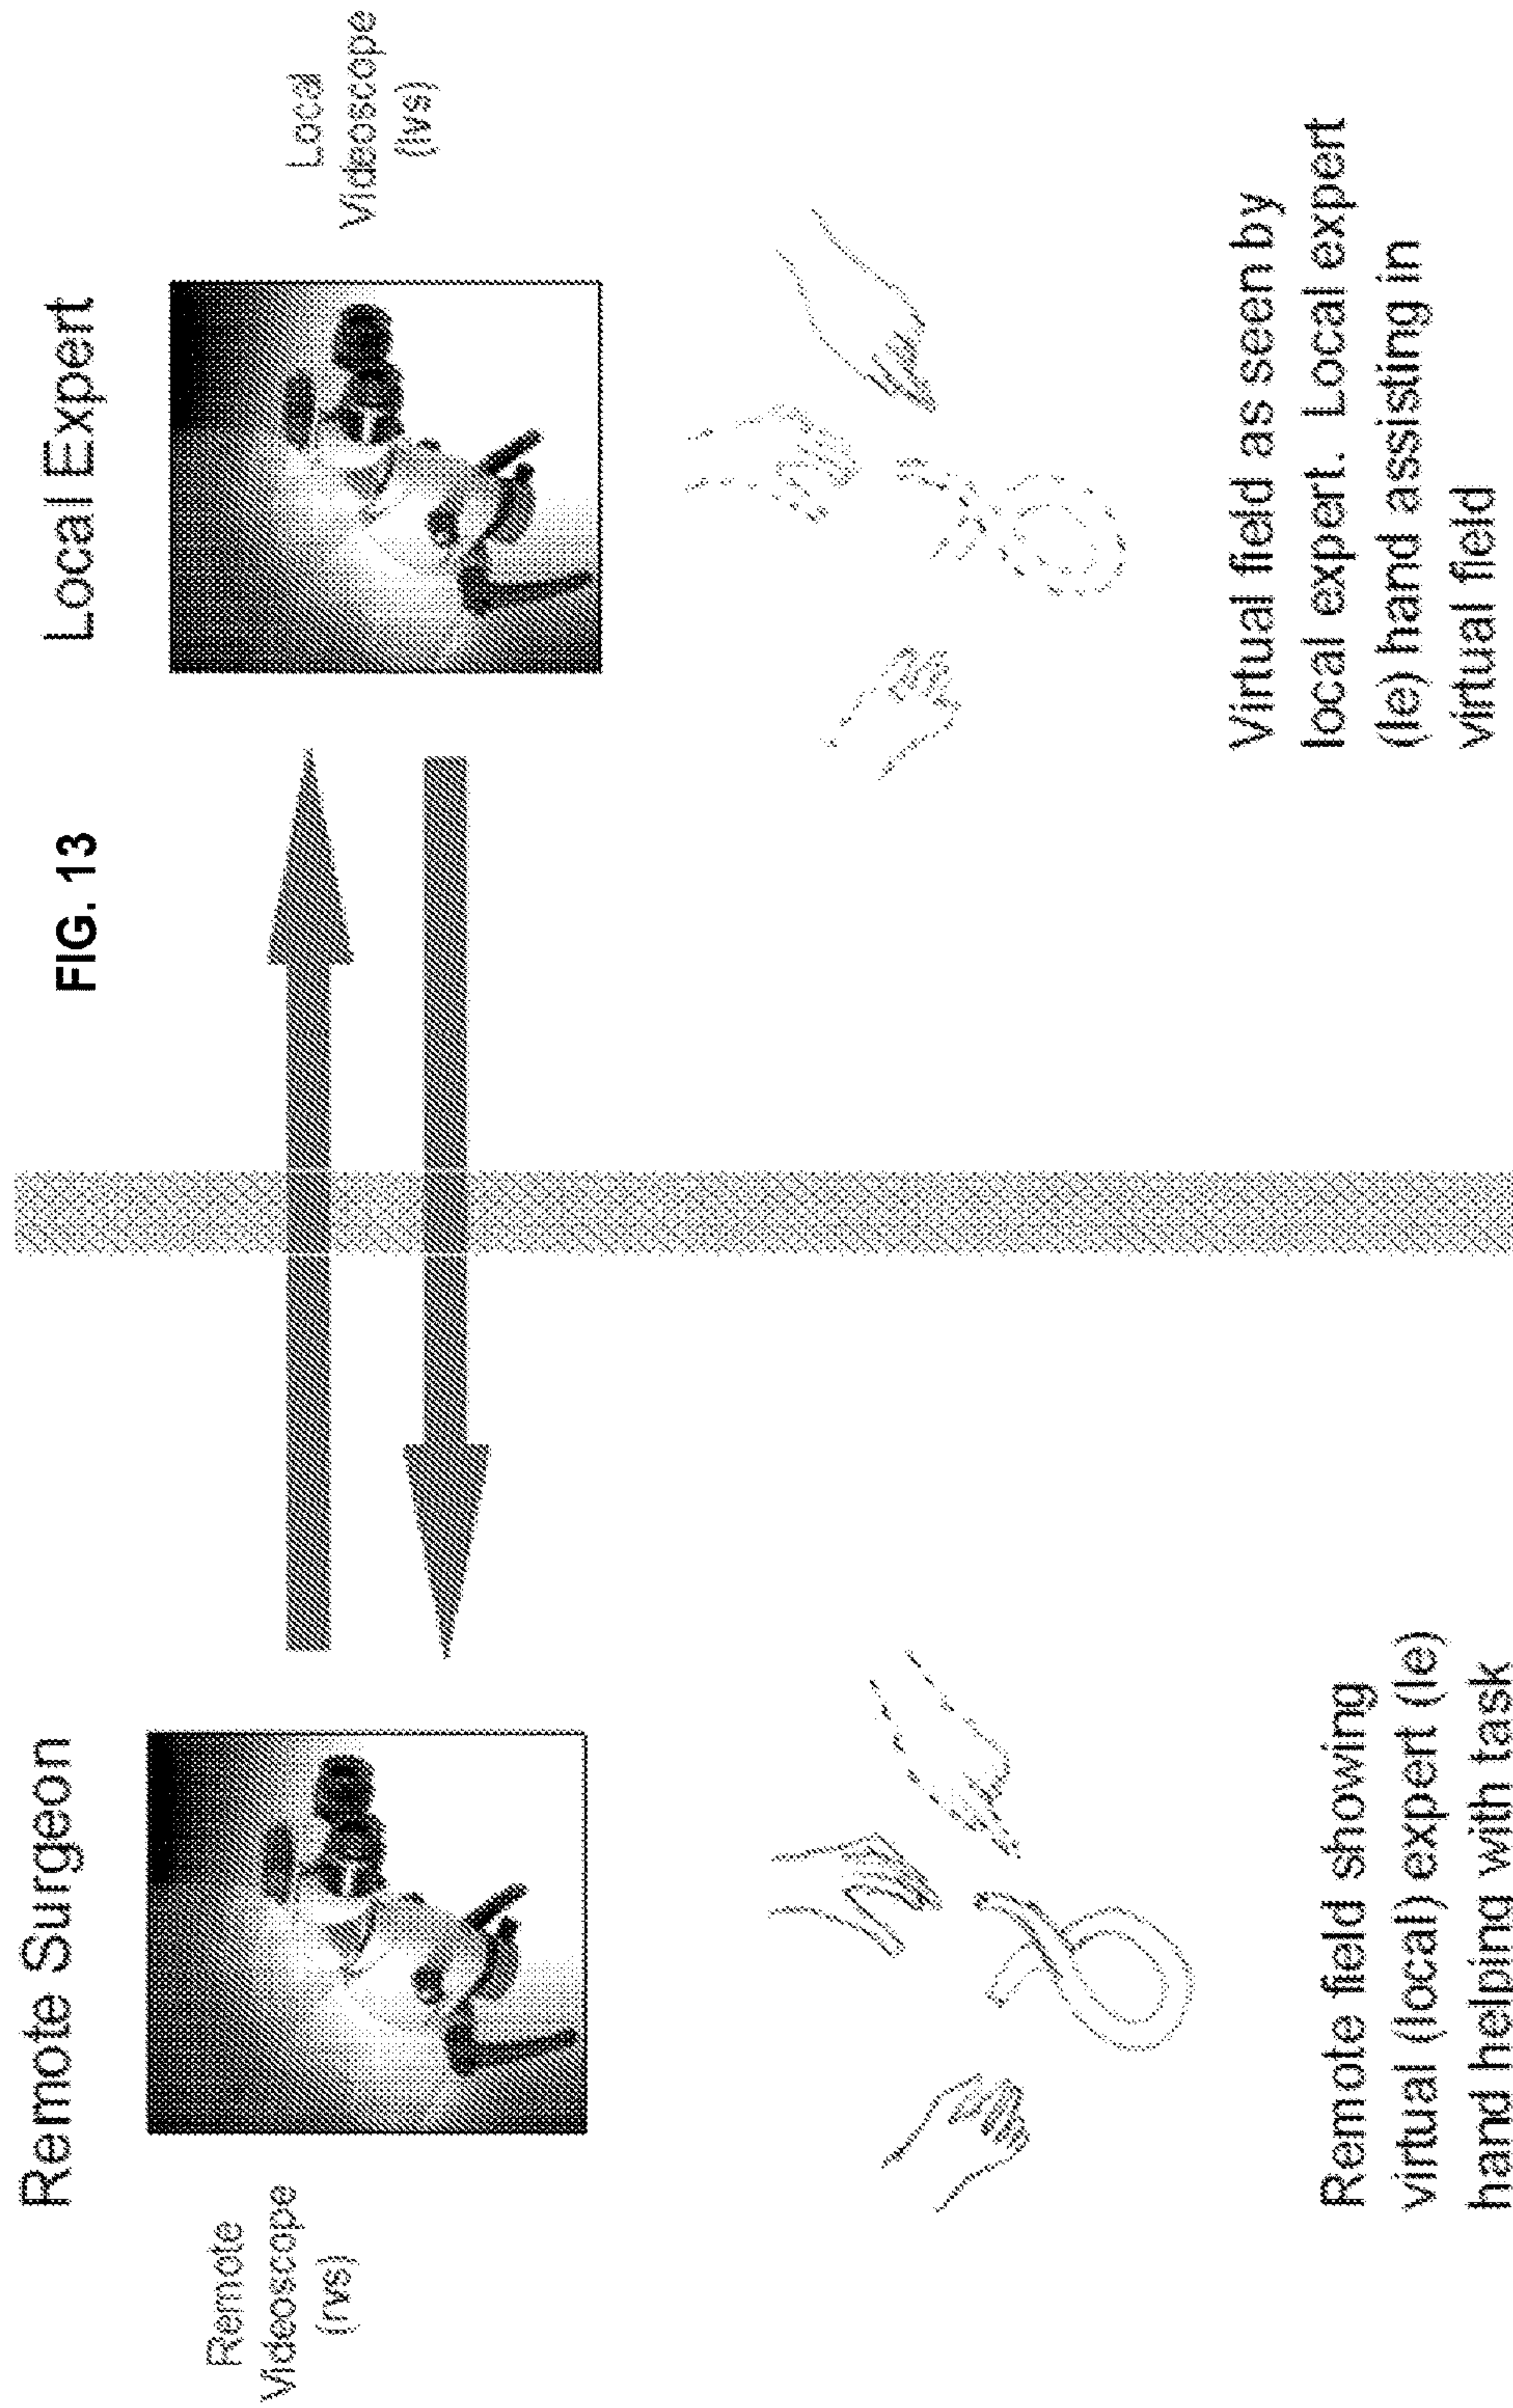 FIG. 13
Remote Surgeon
Remote
Videoscope
(rvs)
Remote field showing
virtual (local) expert (le)
hand helping with task
Local Expert
Local
Videoscope
(lvs)
Virtual field as seen by
local expert. Local expert
(le) hand assisting in
virtual field